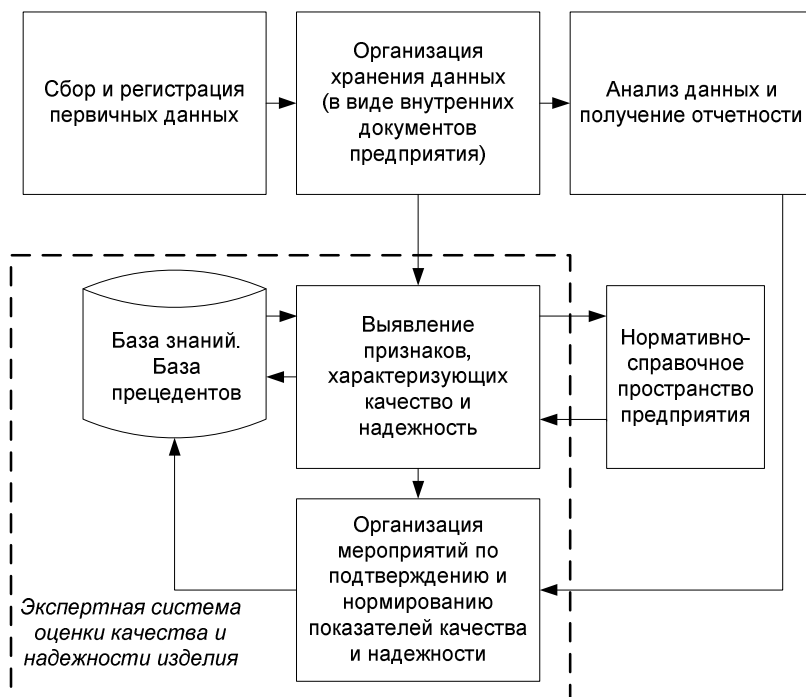 Сбор и регистрация
первичных данных
Организация
хранения данных
(в виде внутренних
документов
предприятия)
Анализ данных и
получение отчетности
База знаний.
База
прецедентов
Выявление
признаков,
характеризующих
качество и
надежность
Нормативно-
справочное
пространство
предприятия
Организация
мероприятий по
подтверждению и
нормированию
показателей качества
и надежности
Экспертная система
оценки качества и
надежности изделия